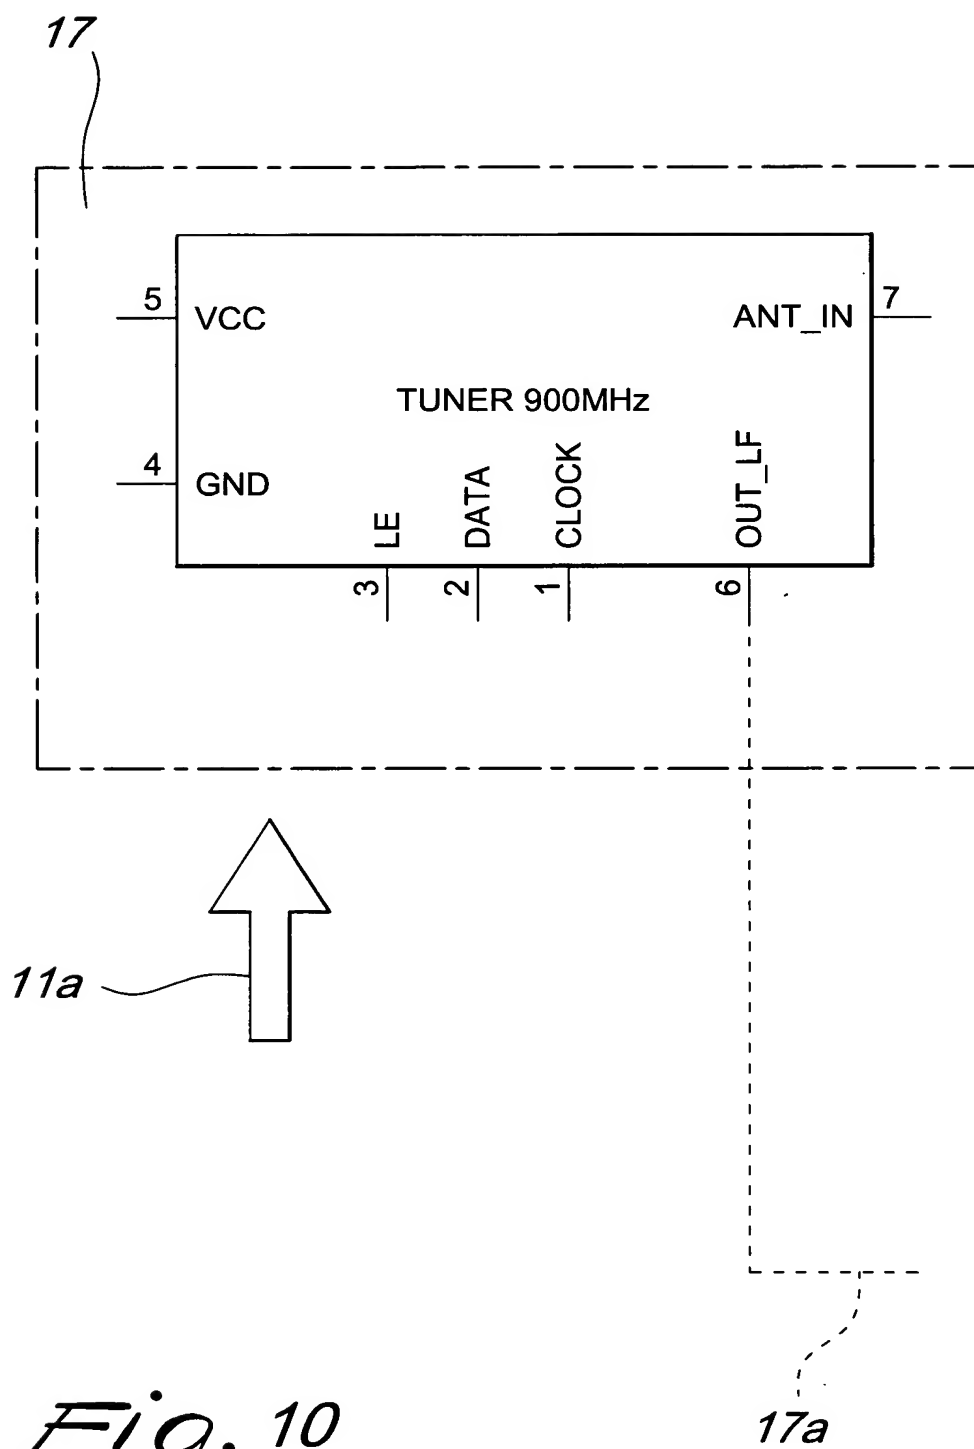 17
5
VCC
ANT_IN
7
TUNER 900MHz
4
GND
LE
DATA
CLOCK
OUT_LF
3
2
1
6
11a
17a
Fig. 10